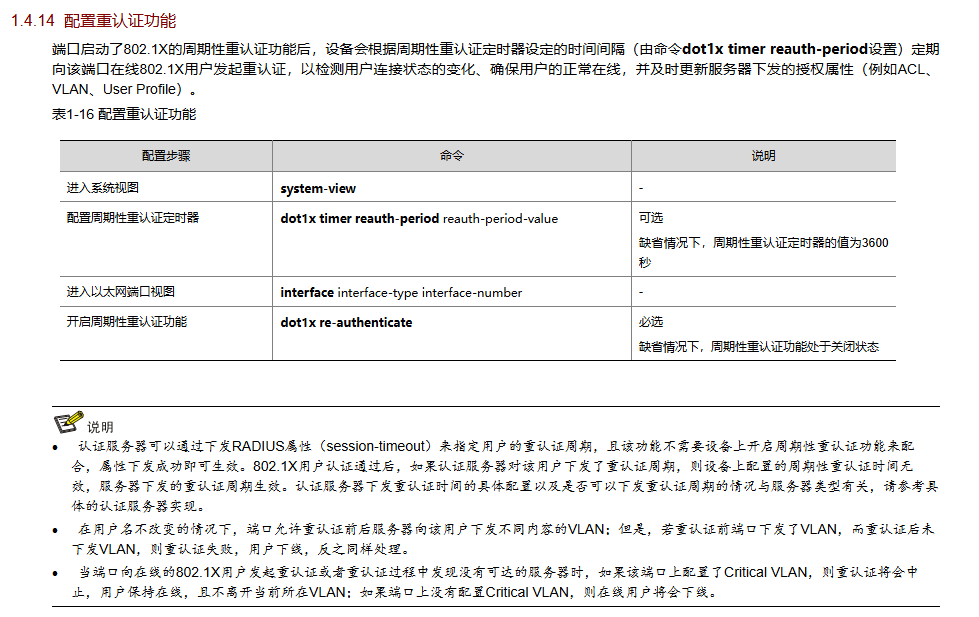 1.4.14 配置重认证功能
端口启动了802.1X的周期性重认证功能后，设备会根据周期性重认证定时器设定的时间间隔（由命令dot1x timer reauth-period设置）定期
向该端口在线802.1X用户发起重认证，以检测用户连接状态的变化、确保用户的正常在线，并及时更新服务器下发的授权属性（例如ACL、
VLAN、User Profile）。
表1-16 配置重认证功能
配置步骤 命令 说明
进入系统视图 system-view -
配置周期性重认证定时器 dot1x timer reauth-period reauth-period-value 可选
缺省情况下，周期性重认证定时器的值为3600
秒
进入以太网端口视图 interface interface-type interface-number -
开启周期性重认证功能 dot1x re-authenticate 必选
缺省情况下，周期性重认证功能处于关闭状态
说明
• 认证服务器可以通过下发RADIUS属性（session-timeout）来指定用户的重认证周期，且该功能不需要设备上开启周期性重认证功能来配
合，属性下发成功即可生效。802.1X用户认证通过后，如果认证服务器对该用户下发了重认证周期，则设备上配置的周期性重认证时间无
效，服务器下发的重认证周期生效。认证服务器下发重认证时间的具体配置以及是否可以下发重认证周期的情况与服务器类型有关，请参考具
体的认证服务器实现。
• 在用户名不改变的情况下，端口允许重认证前后服务器向该用户下发不同内容的VLAN；但是，若重认证前端口下发了VLAN，而重认证后未
下发VLAN，则重认证失败，用户下线，反之同样处理。
• 当端口向在线的802.1X用户发起重认证或者重认证过程中发现没有可达的服务器时，如果该端口上配置了Critical VLAN，则重认证将会中
止，用户保持在线，且不离开当前所在VLAN；如果端口上没有配置Critical VLAN，则在线用户将会下线。